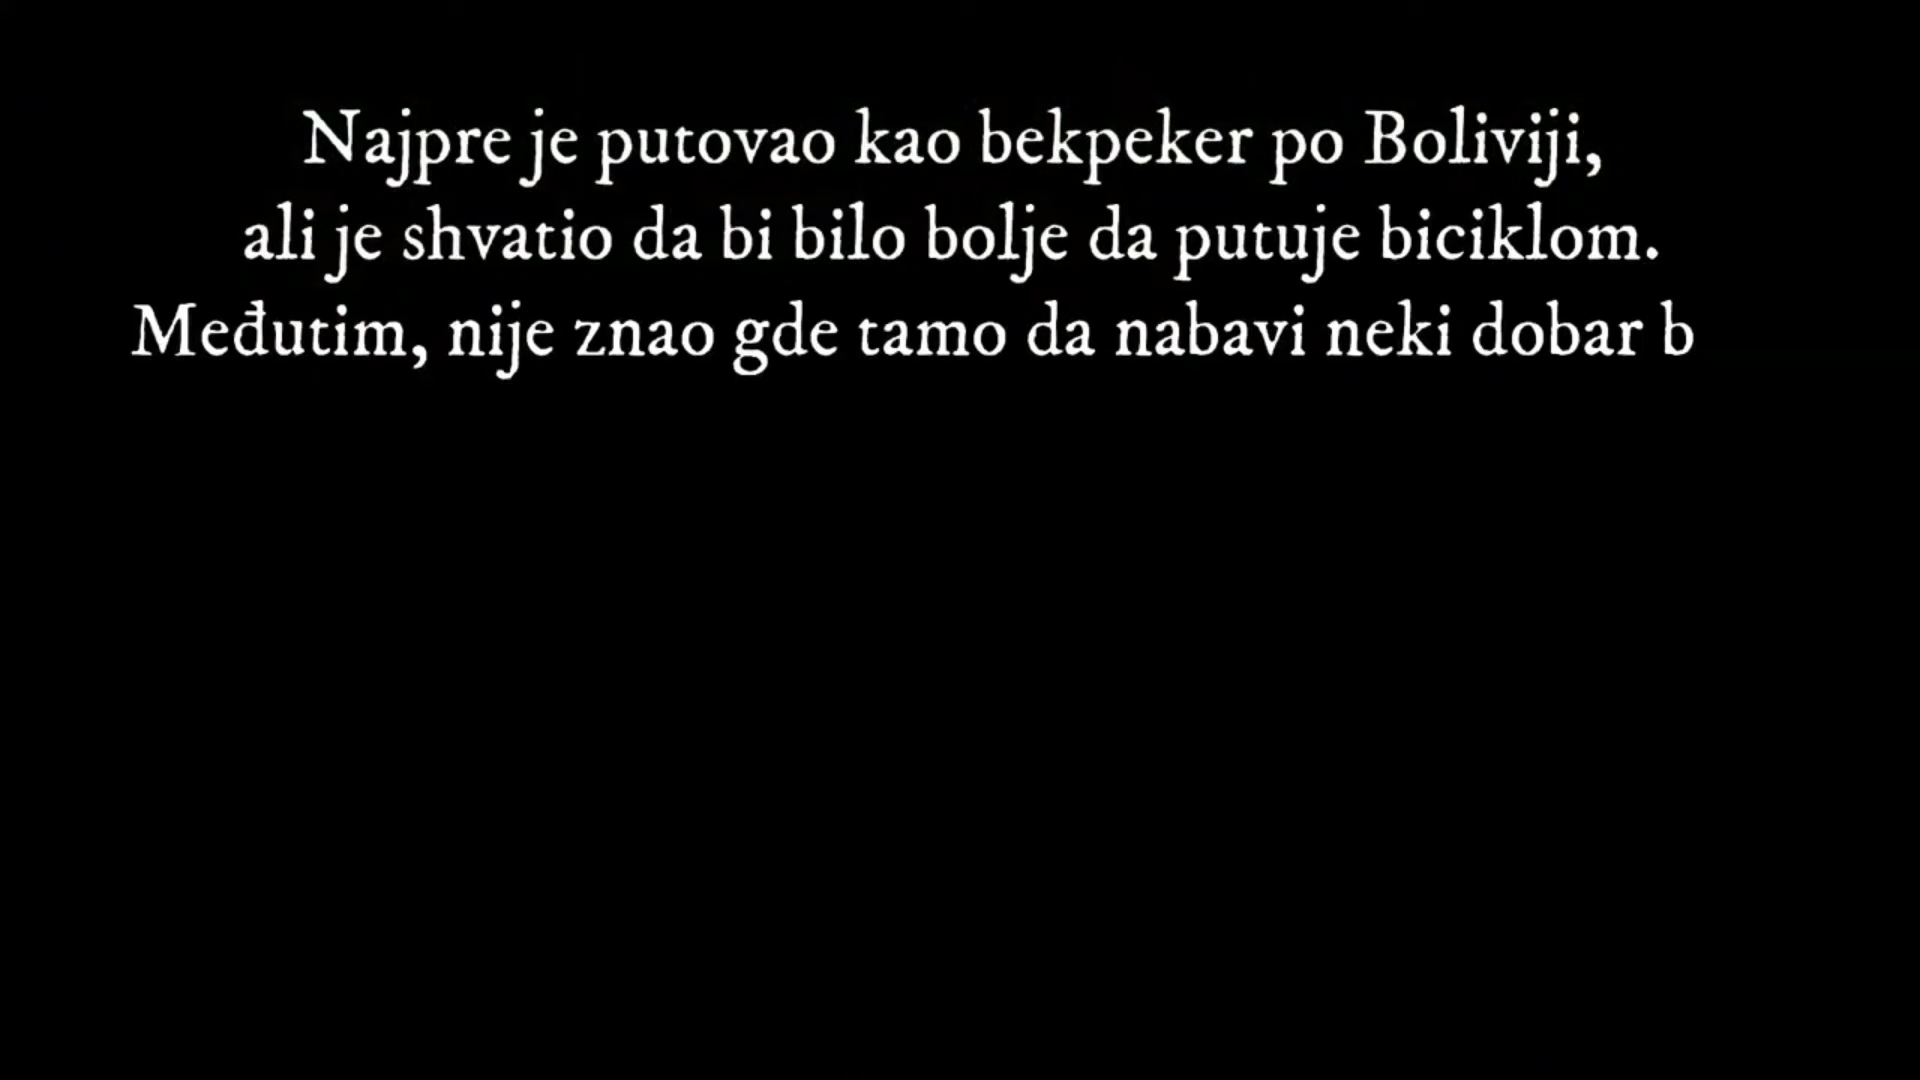 Najpre je putovao kao bekpeker po Boliviji,
ali je shvatio da bi bilo bolje da putuje biciklom.
Međutim, nije znao gde tamo da nabavi neki dobar b